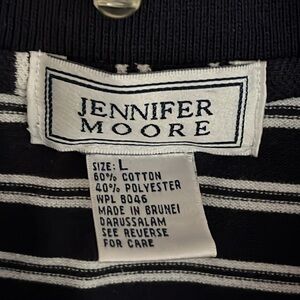 JENNIFER
MOORE
SIZE: L
60% COTTON
40% POLYESTER
WPL 8046
MADE IN BRUNEI
DARUSSALAM
SEE REVERSE
FOR CARE